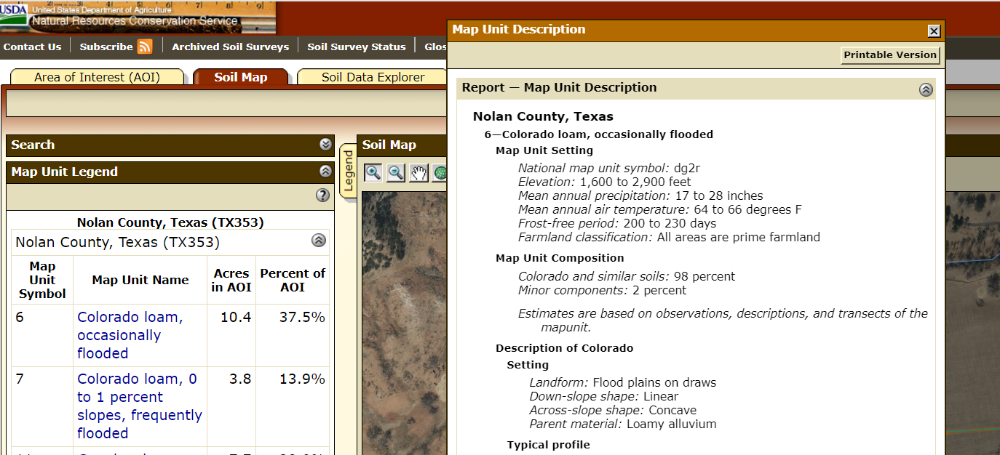 USDA United States Department of Agriculture
Natural Resources Conservation Service
Contact Us
Subscribe
Archived Soil Surveys
Soil Survey Status
Area of Interest (AOI)
Soil Map
Soil Data Explorer
Search
Map Unit Legend
?
Nolan County, Texas (TX353)
Nolan County, Texas (TX353)
Map Unit Symbol Map Unit Name Acres in AOI Percent of AOI
6 Colorado loam, 10.4 37.5%
occasionally
flooded
7 Colorado loam, 0 3.8 13.9%
to 1 percent
slopes, frequently
flooded
Legend
Soil Map
Map Unit Description
Printable Version
Report — Map Unit Description
Nolan County, Texas
6—Colorado loam, occasionally flooded
Map Unit Setting
National map unit symbol: dg2r
Elevation: 1,600 to 2,900 feet
Mean annual precipitation: 17 to 28 inches
Mean annual air temperature: 64 to 66 degrees F
Frost-free period: 200 to 230 days
Farmland classification: All areas are prime farmland
Map Unit Composition
Colorado and similar soils: 98 percent
Minor components: 2 percent
Estimates are based on observations, descriptions, and transects of the
mapunit.
Description of Colorado
Setting
Landform: Flood plains on draws
Down-slope shape: Linear
Across-slope shape: Concave
Parent material: Loamy alluvium
Typical profile